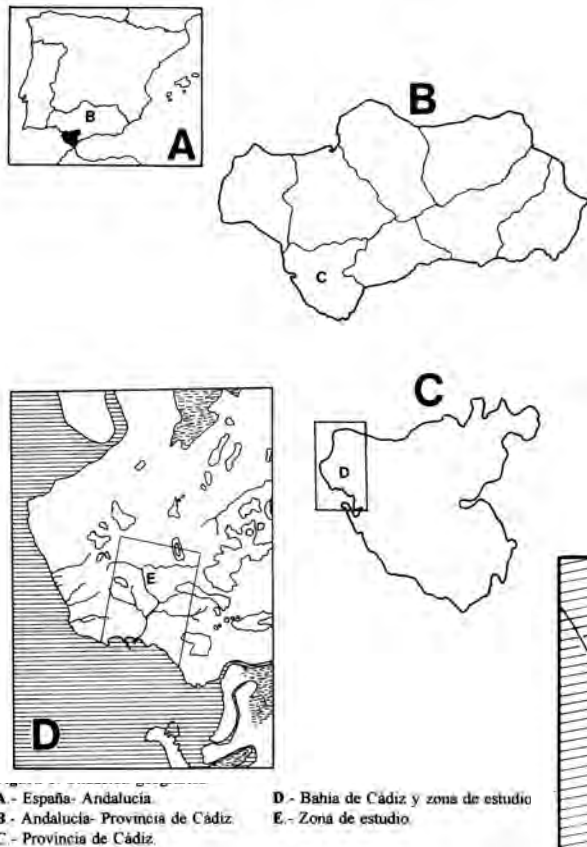 B
A
B
C
C
D
E
D
A.- España- Andalucía.
B.- Andalucía- Provincia de Cádiz.
C.- Provincia de Cádiz.
D.- Bahía de Cádiz y zona de estudio
E.- Zona de estudio.